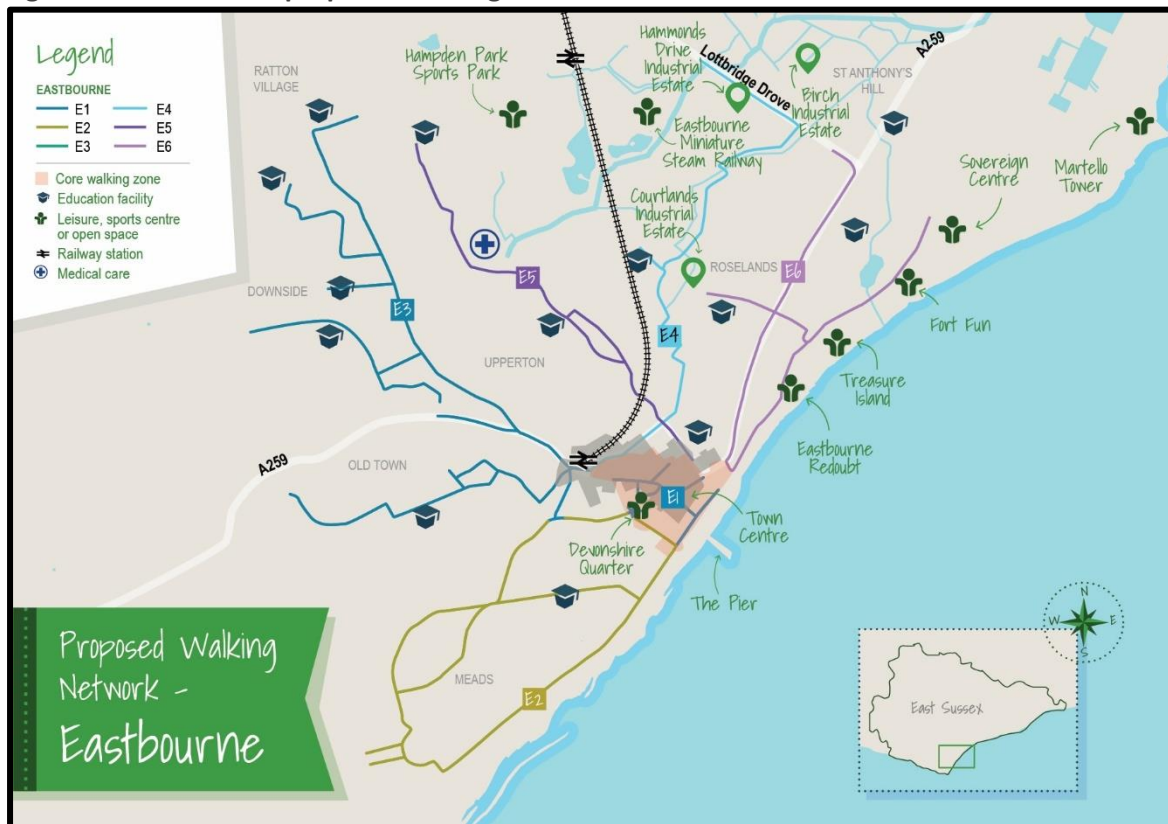 Legend
EASTBOURNE
E1 E4
E2 E5
E3 E6
Core walking zone
Education facility
Leisure, sports centre
or open space
Railway station
Medical care
RATTON
VILLAGE
Hampden Park
Sports Park
Hammonds
Drive
Industrial
Estate
Lottbridge Drove
A259
ST ANTHONY'S
HILL
Birch
Industrial
Estate
Eastbourne
Miniature
Steam Railway
Sovereign
Centre
Martello
Tower
Courtlands
Industrial
Estate
ROSELANDS
E6
E5
DOWNSIDE
E3
E4
Fort Fun
UPPERTON
Treasure
Island
Eastbourne
Redoubt
A259
OLD TOWN
E1
Town
Centre
Devonshire
Quarter
The Pier
MEADS
E2
Proposed Walking
Network -
Eastbourne
N
W E
S
East Sussex